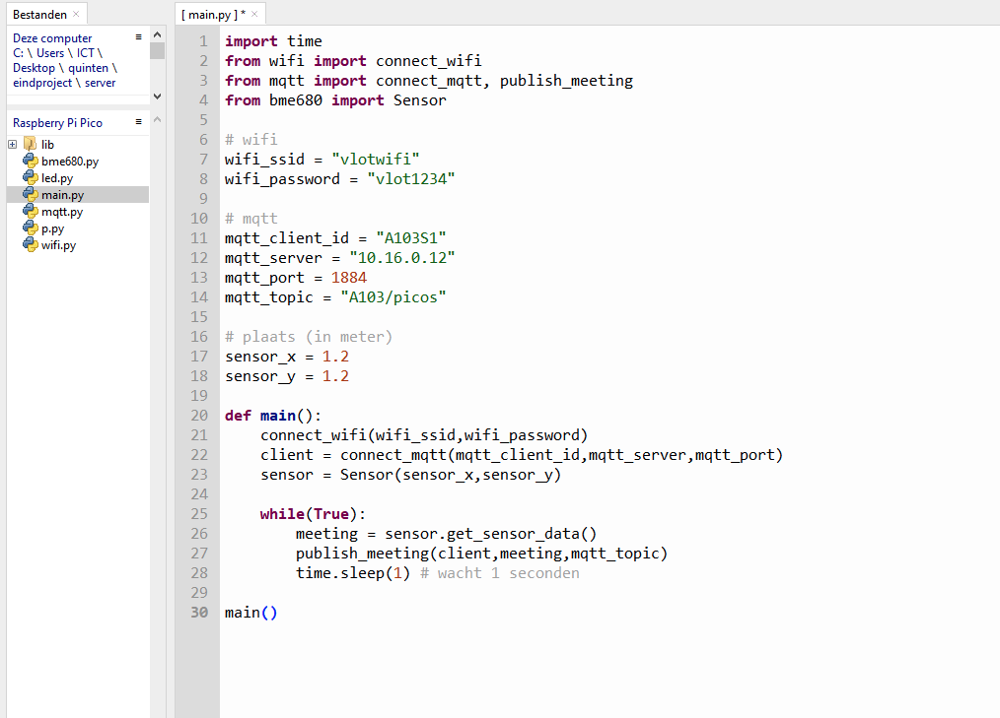 Bestanden ×
Deze computer ≡
C: \ Users \ ICT \
Desktop \ quinten \
eindproject \ server
Raspberry Pi Pico ≡
lib
bme680.py
led.py
main.py
mqtt.py
p.py
wifi.py
[ main.py ] * ×
1 import time
2 from wifi import connect_wifi
3 from mqtt import connect_mqtt, publish_meeting
4 from bme680 import Sensor
5
6 # wifi
7 wifi_ssid = "vlotwifi"
8 wifi_password = "vlot1234"
9
10 # mqtt
11 mqtt_client_id = "A103S1"
12 mqtt_server = "10.16.0.12"
13 mqtt_port = 1884
14 mqtt_topic = "A103/picos"
15
16 # plaats (in meter)
17 sensor_x = 1.2
18 sensor_y = 1.2
19
20 def main():
21     connect_wifi(wifi_ssid,wifi_password)
22     client = connect_mqtt(mqtt_client_id,mqtt_server,mqtt_port)
23     sensor = Sensor(sensor_x,sensor_y)
24
25     while(True):
26         meeting = sensor.get_sensor_data()
27         publish_meeting(client,meeting,mqtt_topic)
28         time.sleep(1) # wacht 1 seconden
29
30 main()